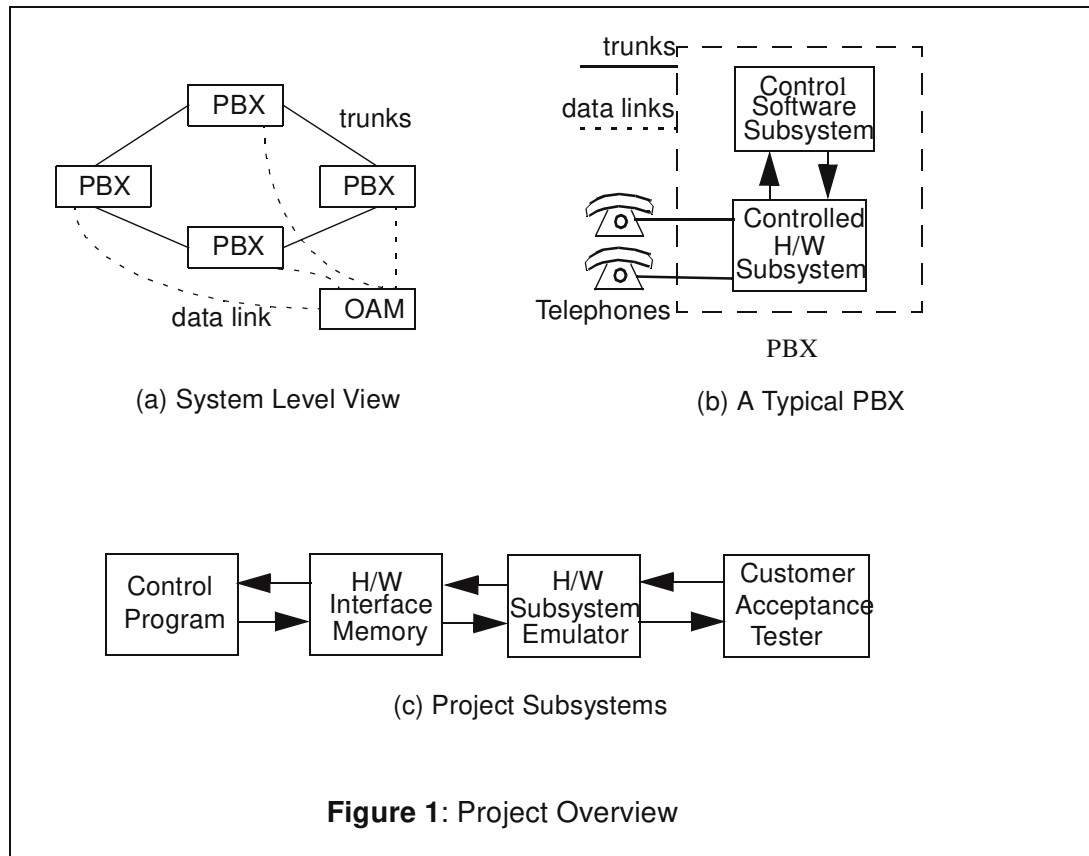 PBX
trunks
PBX
PBX
PBX
data link
OAM
(a) System Level View
trunks
data links
Control
Software
Subsystem
Controlled
H/W
Subsystem
Telephones
PBX
(b) A Typical PBX
Control
Program
H/W
Interface
Memory
H/W
Subsystem
Emulator
Customer
Acceptance
Tester
(c) Project Subsystems
Figure 1: Project Overview